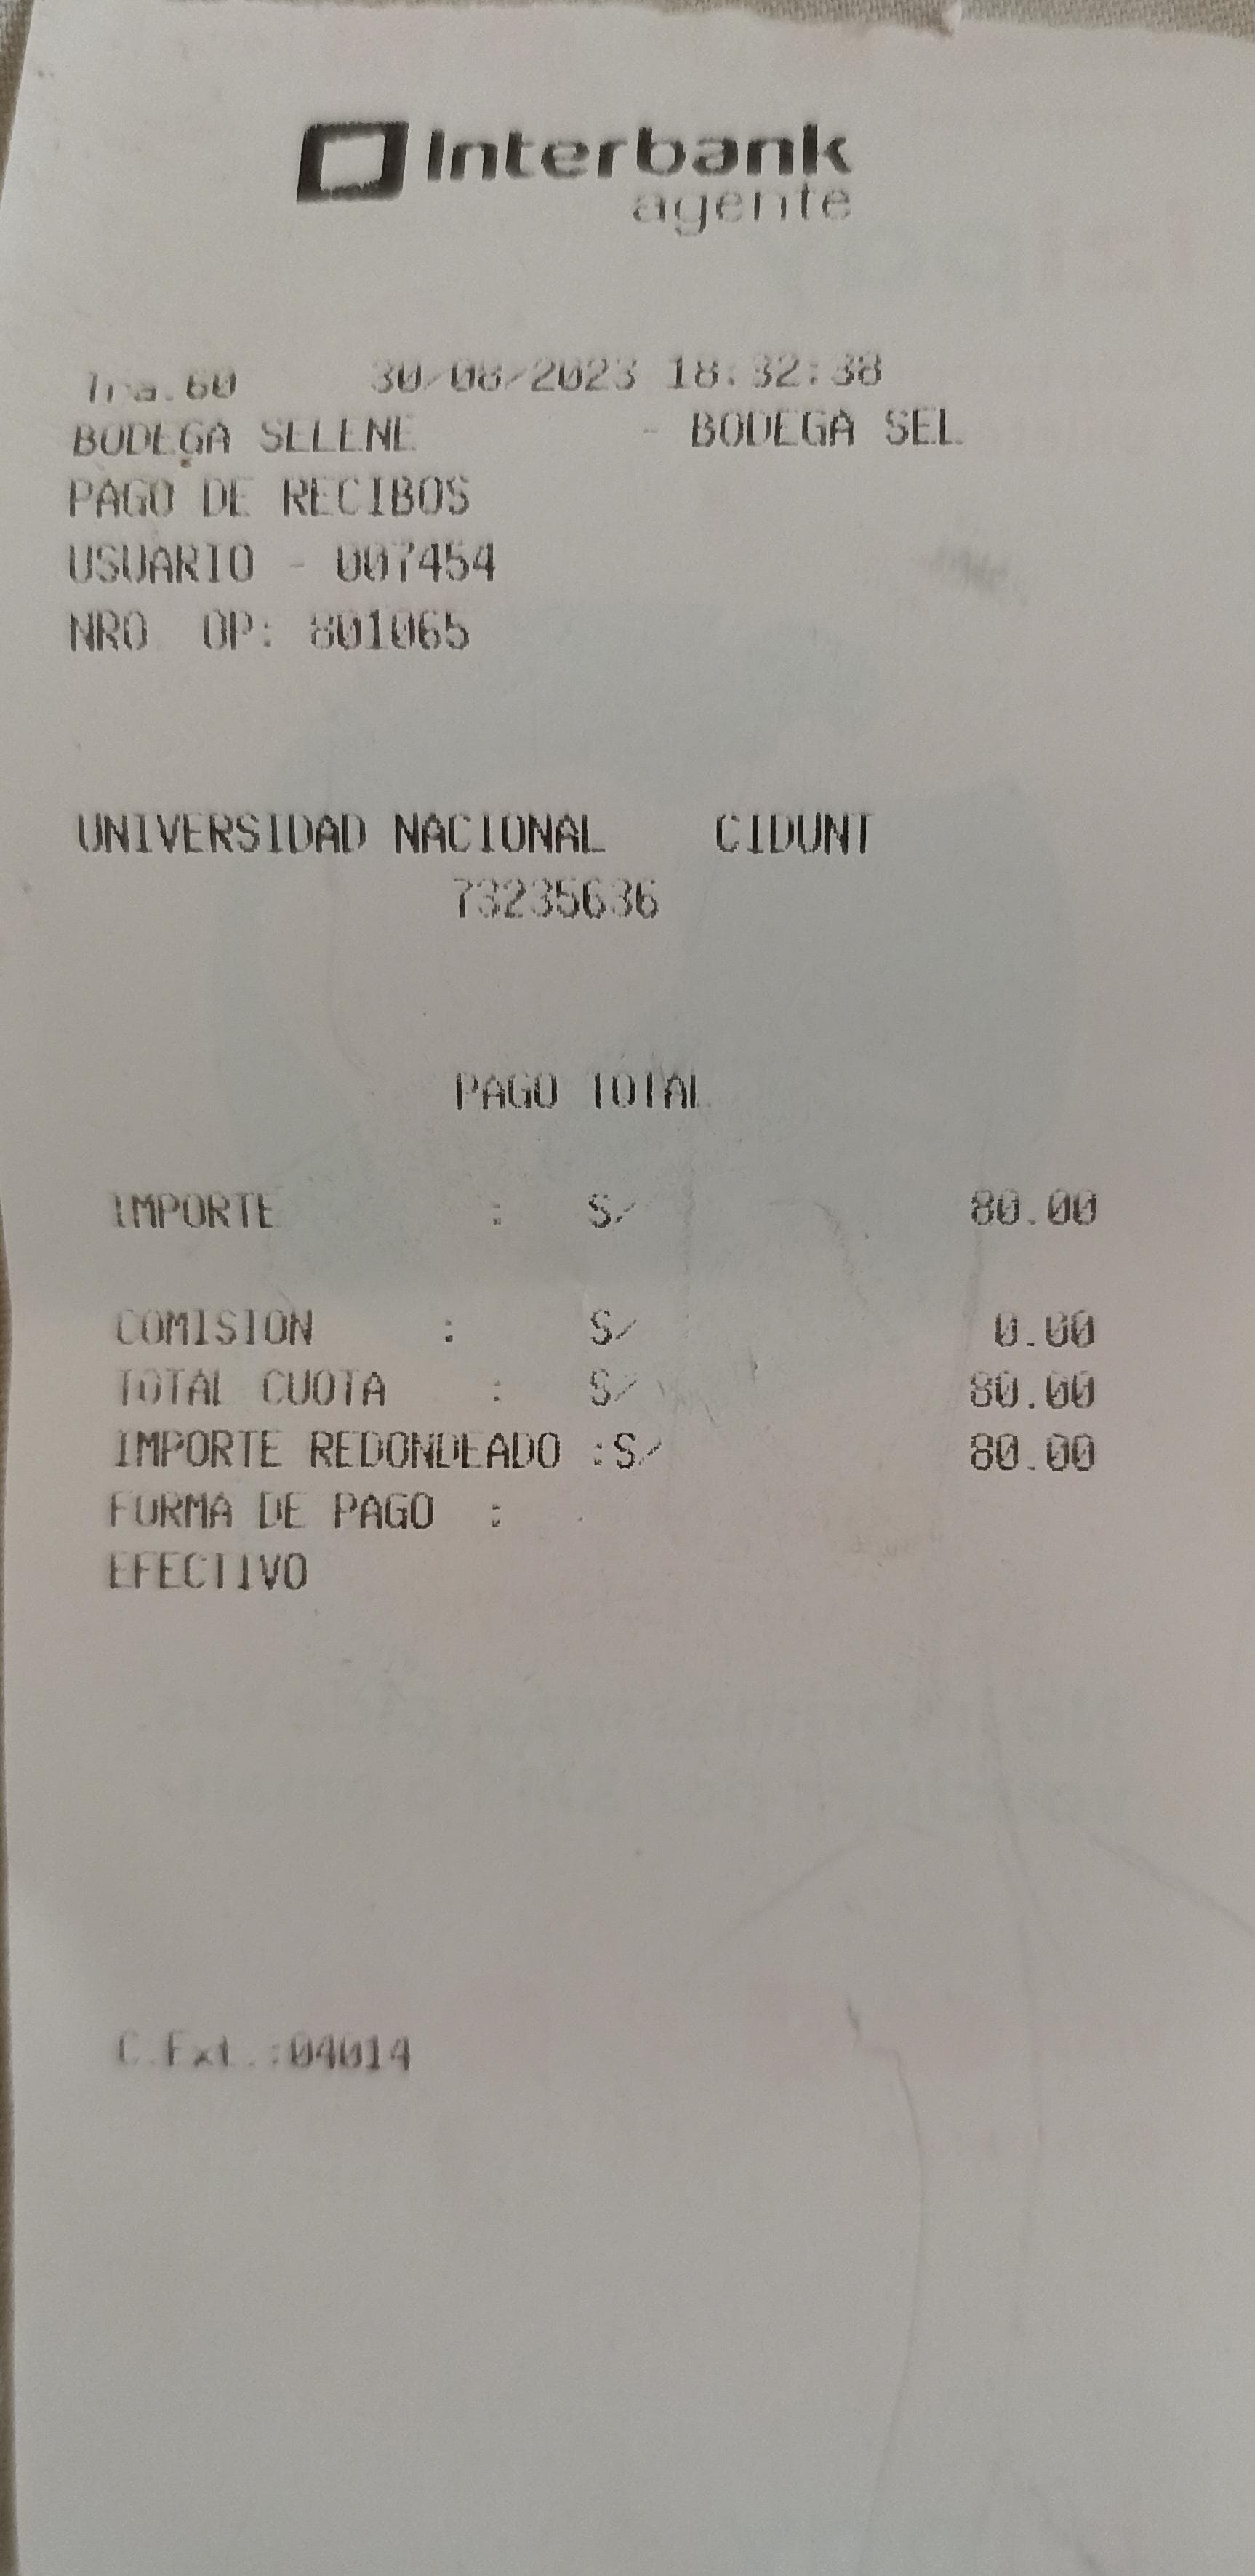 Interbank
agente
Tra.60 30/08/2023 18:32:38
BODEGA SELENE - BODEGA SEL
PAGO DE RECIBOS
USUARIO - 007454
NRO OP: 801065
UNIVERSIDAD NACIONAL CIDUNT
73235636
PAGO TOTAL
IMPORTE : S/ 80.00
COMISION : S/ 0.00
TOTAL CUOTA : S/ 80.00
IMPORTE REDONDEADO :S/ 80.00
FORMA DE PAGO :
EFECTIVO
C.Ext.:04014